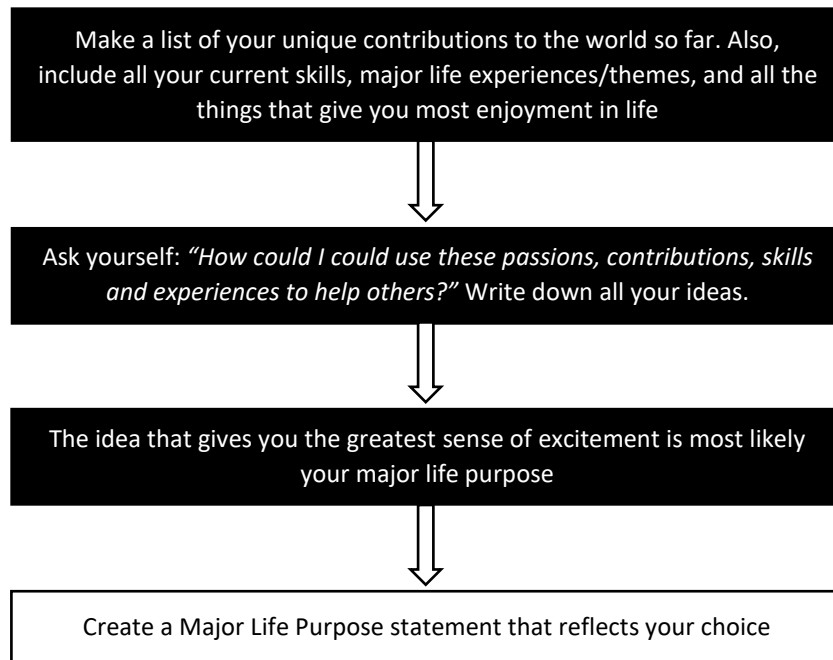 Make a list of your unique contributions to the world so far. Also,
include all your current skills, major life experiences/themes, and all the
things that give you most enjoyment in life
Ask yourself: “How could I could use these passions, contributions, skills
and experiences to help others?” Write down all your ideas.
The idea that gives you the greatest sense of excitement is most likely
your major life purpose
Create a Major Life Purpose statement that reflects your choice